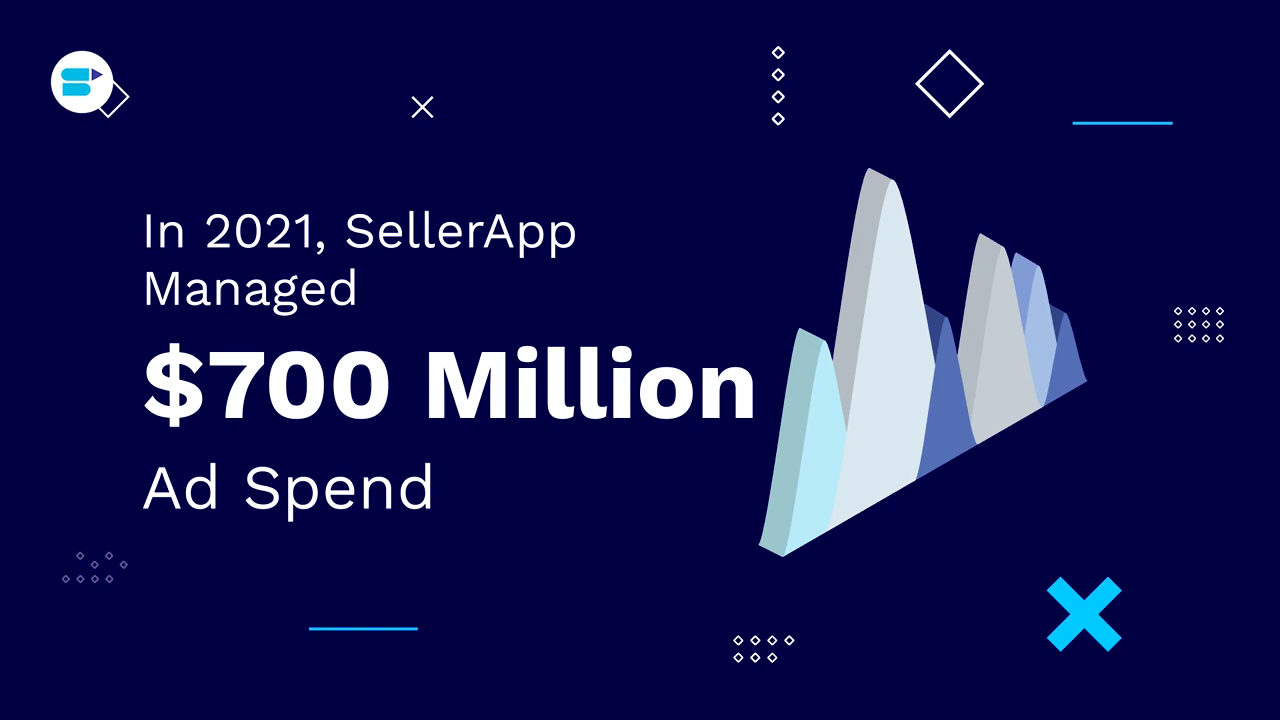 In 2021, SellerApp
Managed
$700 Million
Ad Spend